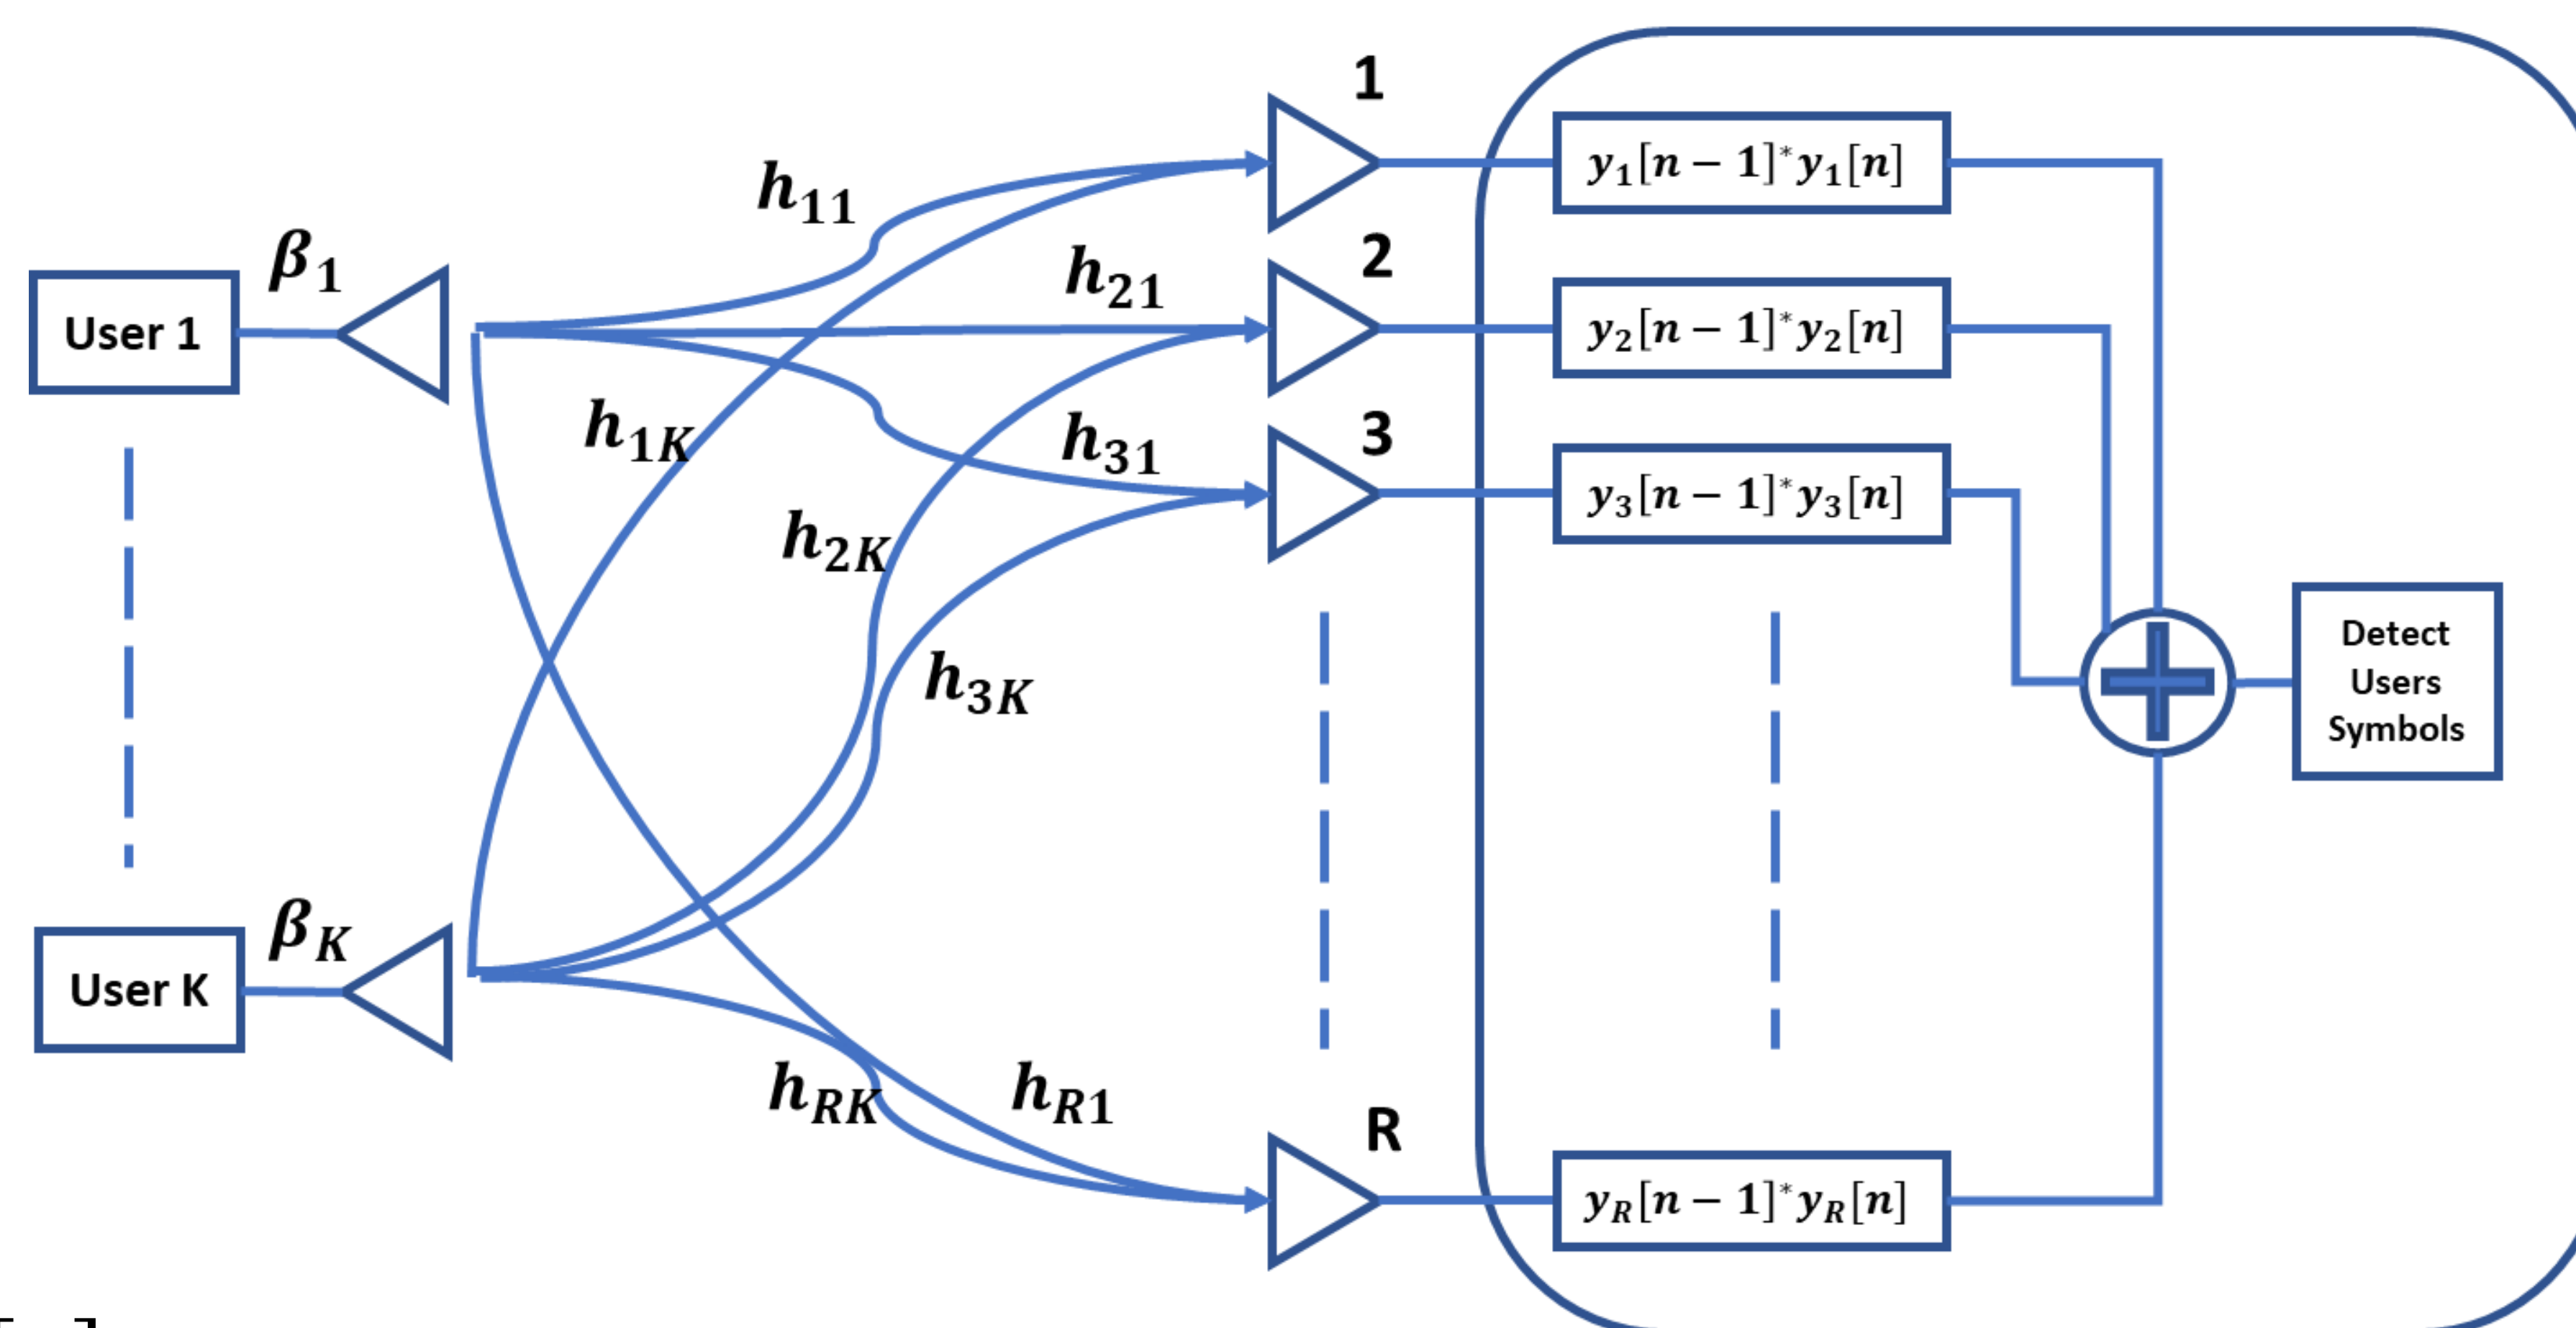 1
h₁₁
y₁[n − 1]*y₁[n]
β₁
User 1
h₂₁
2
y₂[n − 1]*y₂[n]
h₁K
h₃₁
3
y₃[n − 1]*y₃[n]
h₂K
h₃K
Detect
Users
Symbols
βK
User K
hRK
hR1
R
yR[n − 1]*yR[n]